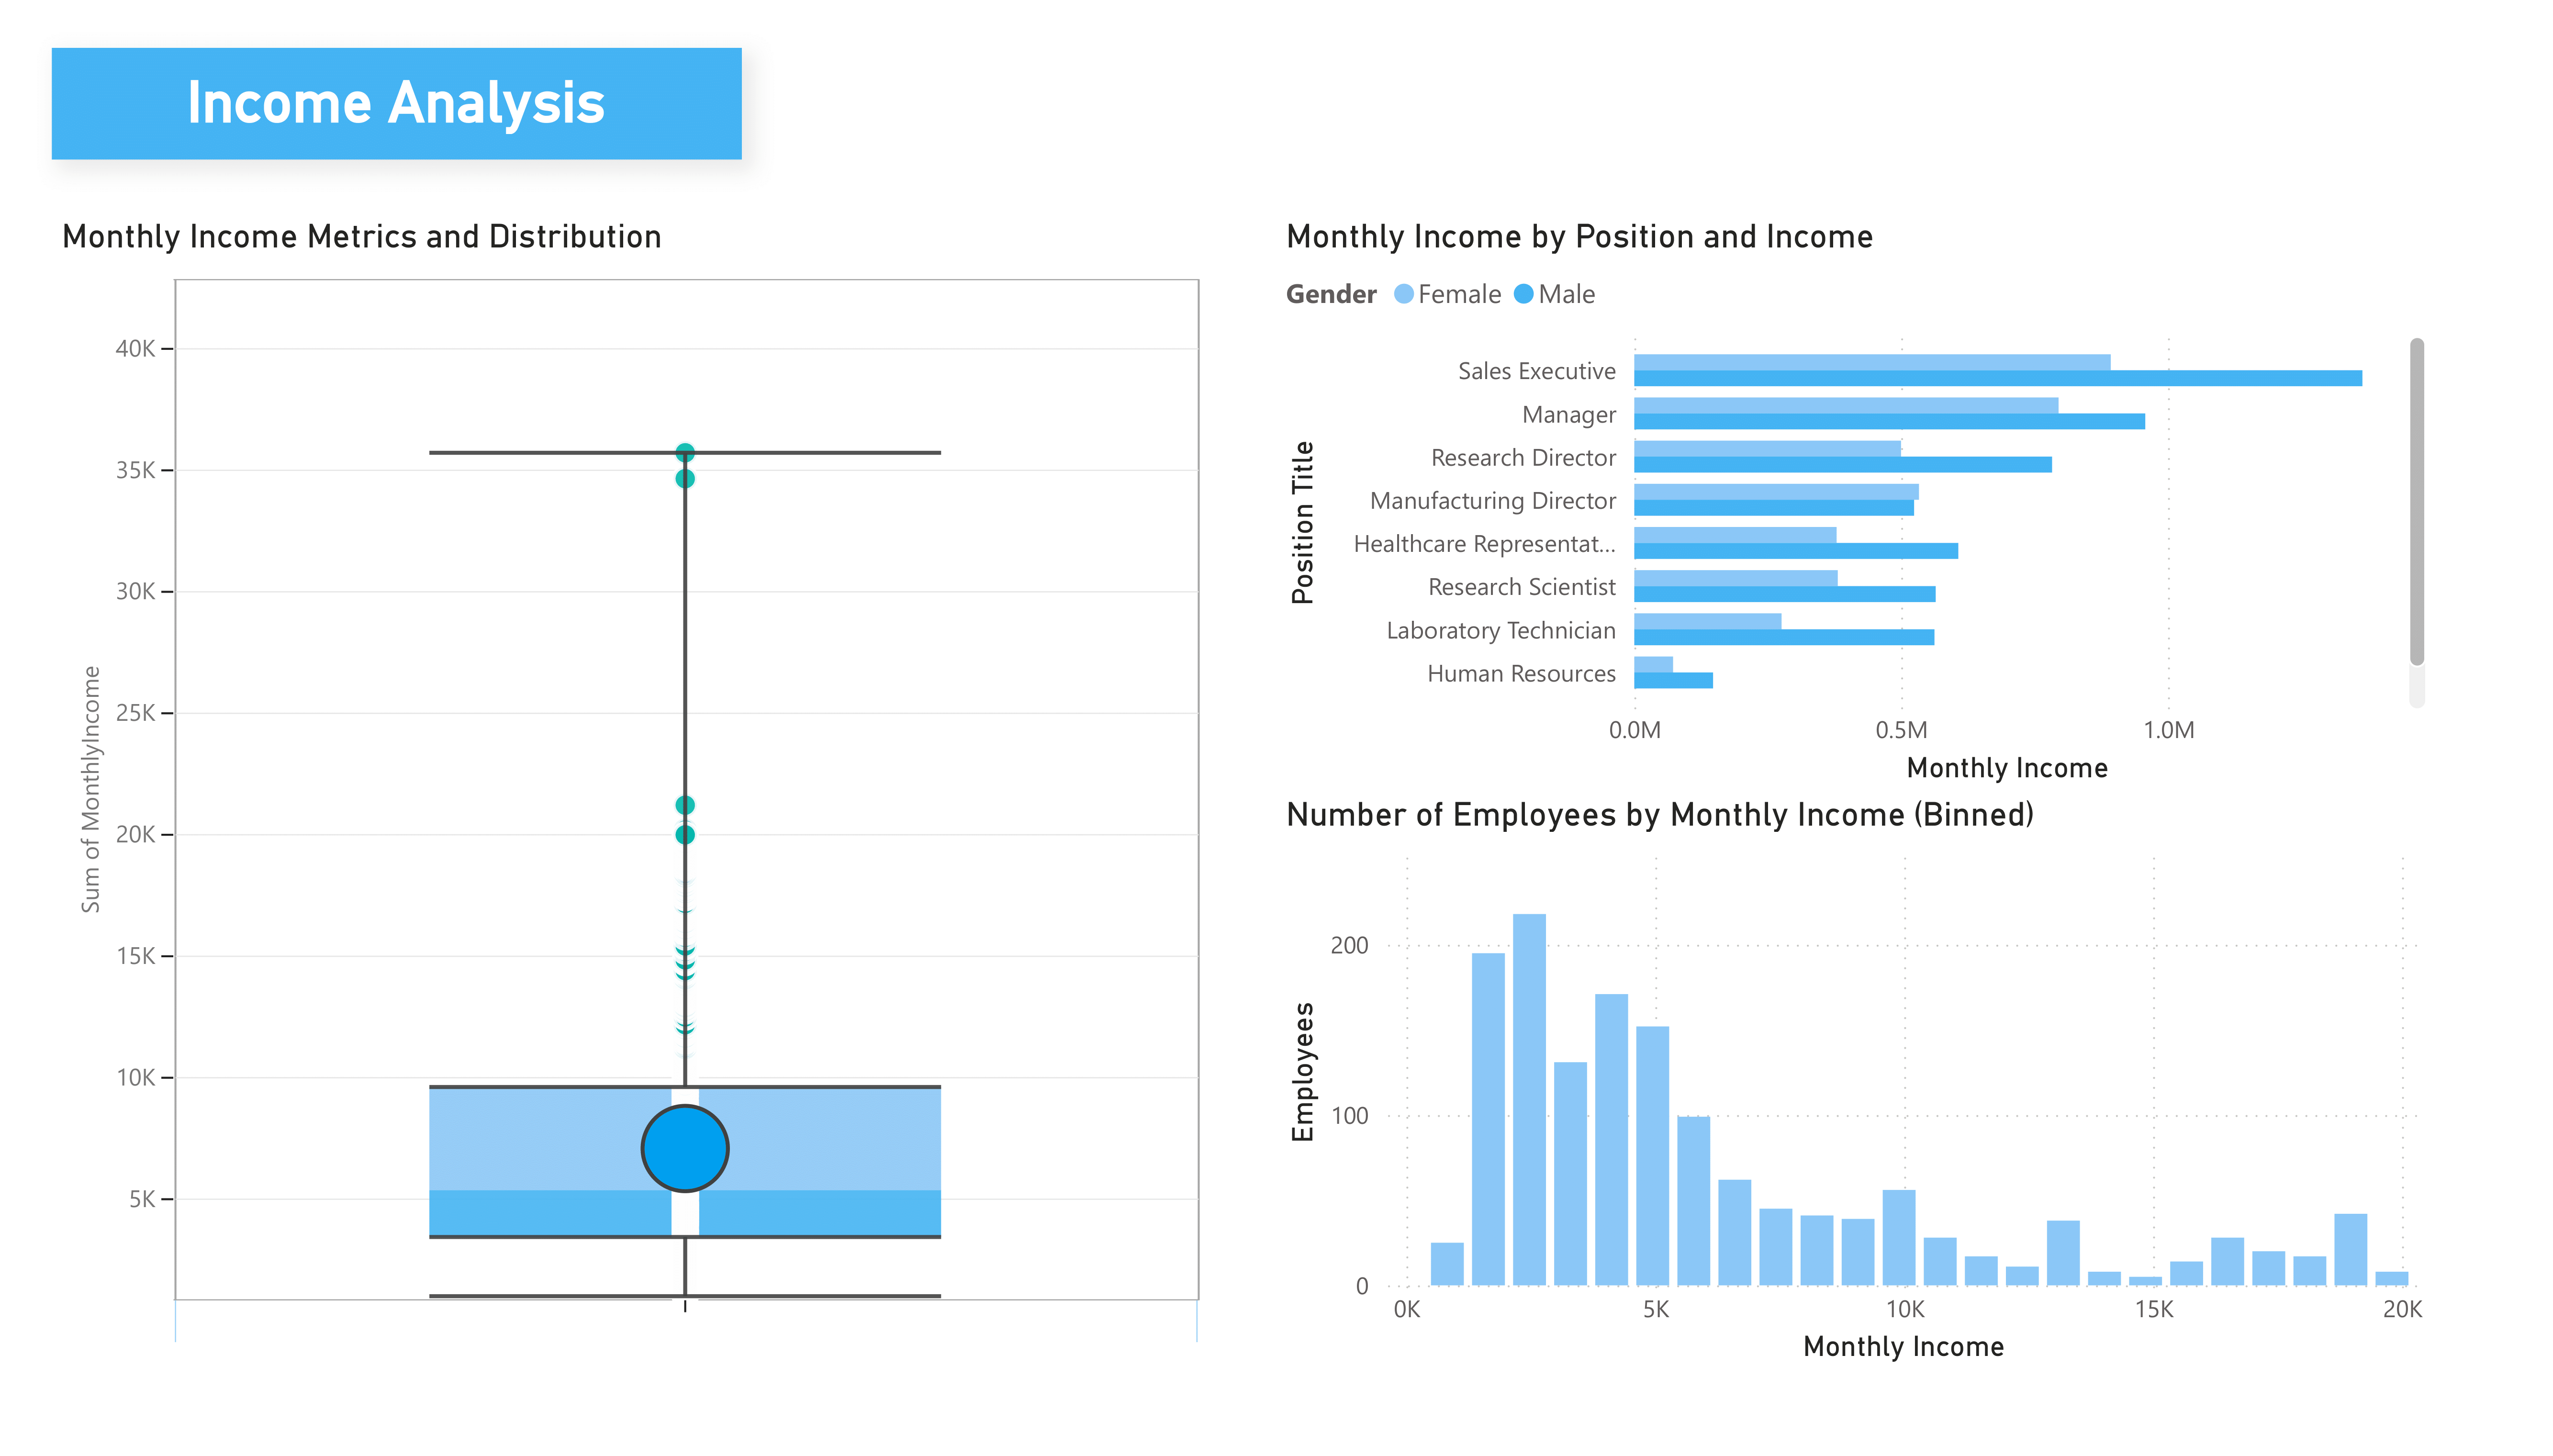 Income Analysis
Monthly Income Metrics and Distribution
Sum of MonthlyIncome
40K
35K
30K
25K
20K
15K
10K
5K
Monthly Income by Position and Income
Gender Female Male
Position Title
Sales Executive
Manager
Research Director
Manufacturing Director
Healthcare Representat...
Research Scientist
Laboratory Technician
Human Resources
0.0M 0.5M 1.0M
Monthly Income
Number of Employees by Monthly Income (Binned)
Employees
200
100
0
0K 5K 10K 15K 20K
Monthly Income